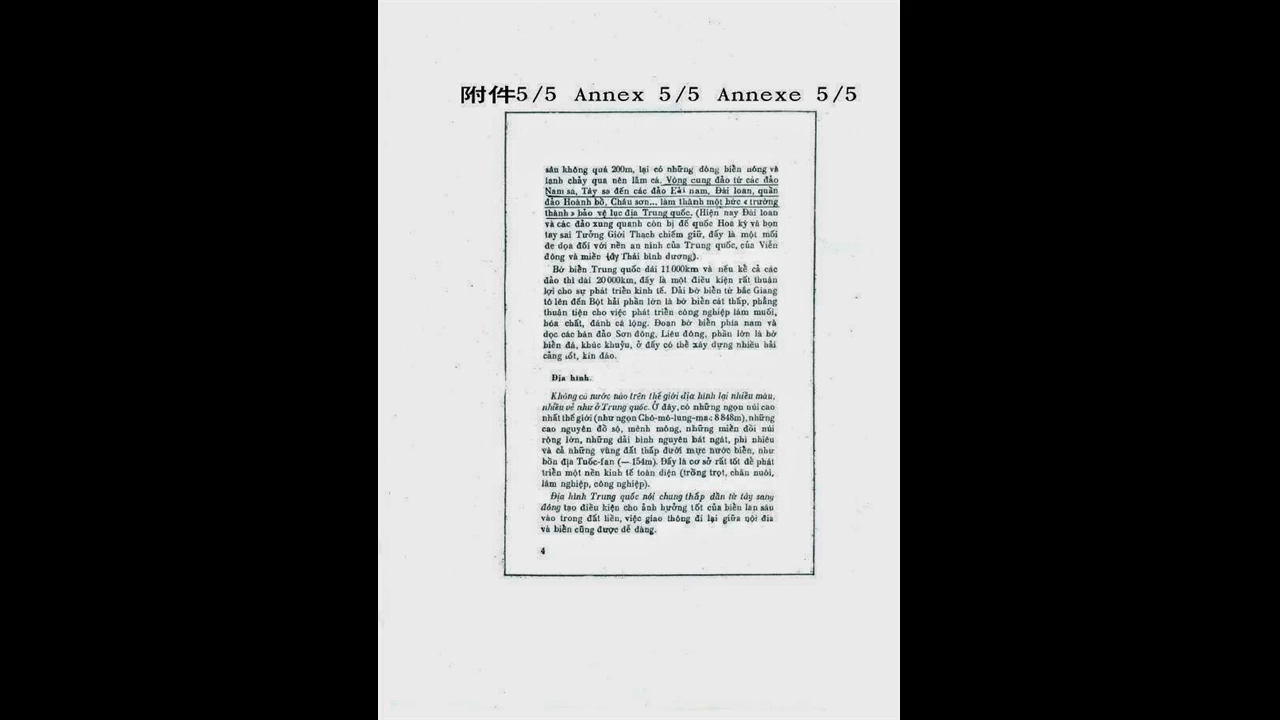 附件5/5 Annex 5/5 Annexe 5/5
sâu không quá 200m, lại có những dòng biển nóng và
lạnh chảy qua nên lắm cá. Vòng cung đảo từ các đảo
Nam sa, Tây sa đến các đảo Hải nam, Đài loan, quần
đảo Hoành bồ, Châu sơn..., làm thành một bức « trường
thành » bảo vệ lục địa Trung quốc. (Hiện nay Đài loan
và các đảo xung quanh còn bị đế quốc Hoa kỳ và bọn
tay sai Tưởng Giới Thạch chiếm giữ, đấy là một mối
đe dọa đối với nền an ninh của Trung quốc, của Viễn
đông và miền tây Thái bình dương).
Bờ biển Trung quốc dài 11000km và nếu kể cả các
đảo thì dài 20000km, đấy là một điều kiện rất thuận
lợi cho sự phát triển kinh tế. Dải bờ biển từ bắc Giang
tô lên đến Bột hải phần lớn là bờ biển cát thấp, phẳng
thuận tiện cho việc phát triển công nghiệp làm muối,
hóa chất, đánh cá lộng. Đoạn bờ biển phía nam và
dọc các bán đảo Sơn đông, Liêu đông, phần lớn là bờ
biển đá, khúc khuỷu, ở đấy có thể xây dựng nhiều hải
cảng tốt, kín đáo.
Địa hình.
Không có nước nào trên thế giới địa hình lại nhiều màu,
nhiều vẻ như ở Trung quốc. Ở đây, có những ngọn núi cao
nhất thế giới (như ngọn Chô-mô-lung-ma: 8848m), những
cao nguyên đồ sộ, mênh mông, những miền đồi núi
rộng lớn, những dải bình nguyên bát ngát, phì nhiêu
và cả những vùng đất thấp dưới mực nước biển, như
bồn địa Tuốc-fan (— 154m). Đấy là cơ sở rất tốt để phát
triển một nền kinh tế toàn diện (trồng trọt, chăn nuôi,
lâm nghiệp, công nghiệp).
Địa hình Trung quốc nói chung thấp dần từ tây sang
đông tạo điều kiện cho ảnh hưởng tốt của biển lan sâu
vào trong đất liền, việc giao thông đi lại giữa nội địa
và biển cũng được dễ dàng.
4